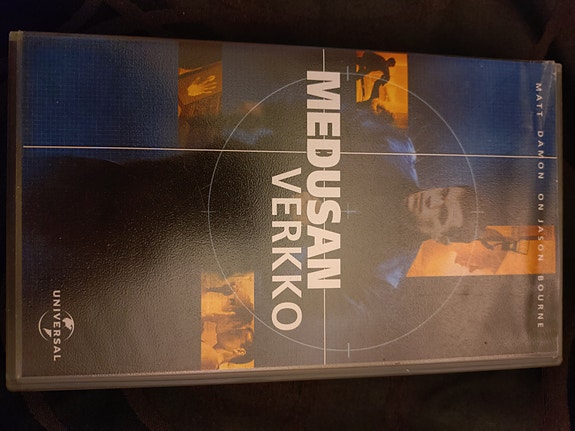 MATT DAMON ON JASON BOURNE
MEDUSAN
VERKKO
UNIVERSAL